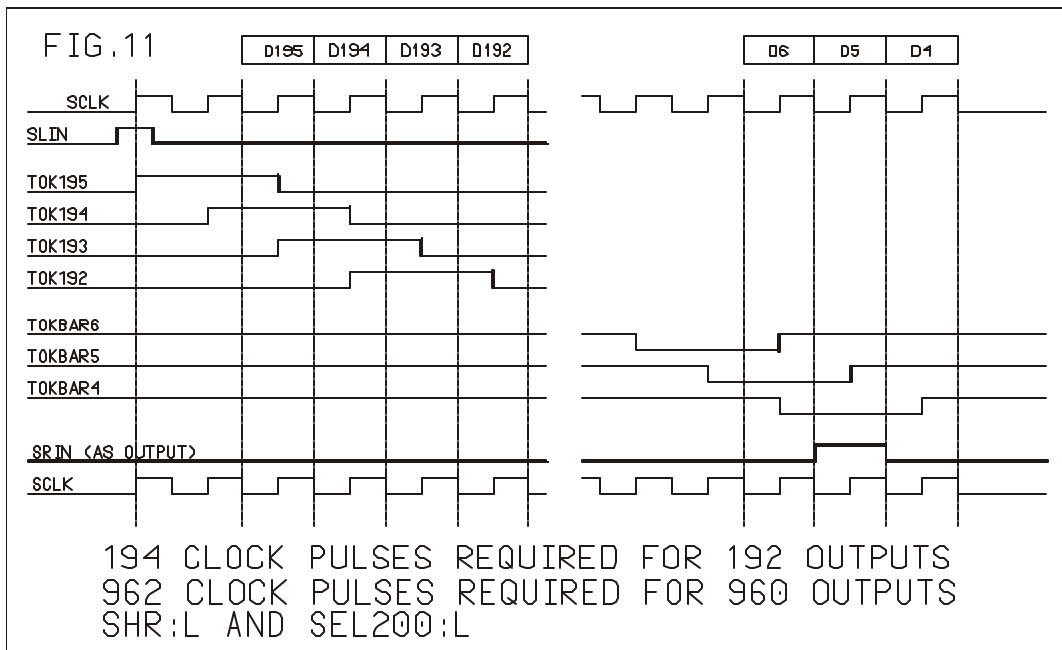 FIG.11
D195 D194 D193 D192 D6 D5 D4
SCLK
SLIN
TOK195
TOK194
TOK193
TOK192
TOKBAR6
TOKBAR5
TOKBAR4
SRIN (AS OUTPUT)
SCLK
194 CLOCK PULSES REQUIRED FOR 192 OUTPUTS
962 CLOCK PULSES REQUIRED FOR 960 OUTPUTS
SHR:L AND SEL200:L